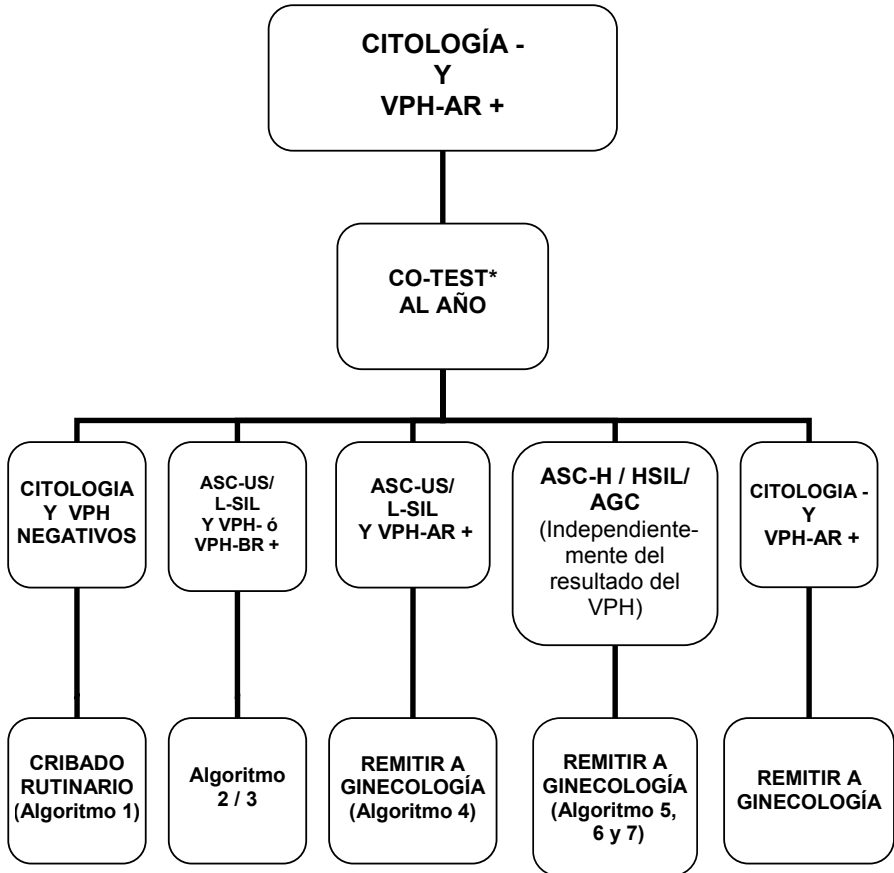 CITOLOGÍA -
Y
VPH-AR +
CO-TEST*
AL AÑO
CITOLOGIA
Y VPH
NEGATIVOS
ASC-US/
L-SIL
Y VPH- ó
VPH-BR +
ASC-US/
L-SIL
Y VPH-AR +
ASC-H / HSIL/
AGC
(Independiente-
mente del
resultado del
VPH)
CITOLOGIA -
Y
VPH-AR +
CRIBADO
RUTINARIO
(Algoritmo 1)
Algoritmo
2 / 3
REMITIR A
GINECOLOGÍA
(Algoritmo 4)
REMITIR A
GINECOLOGÍA
(Algoritmo 5,
6 y 7)
REMITIR A
GINECOLOGÍA